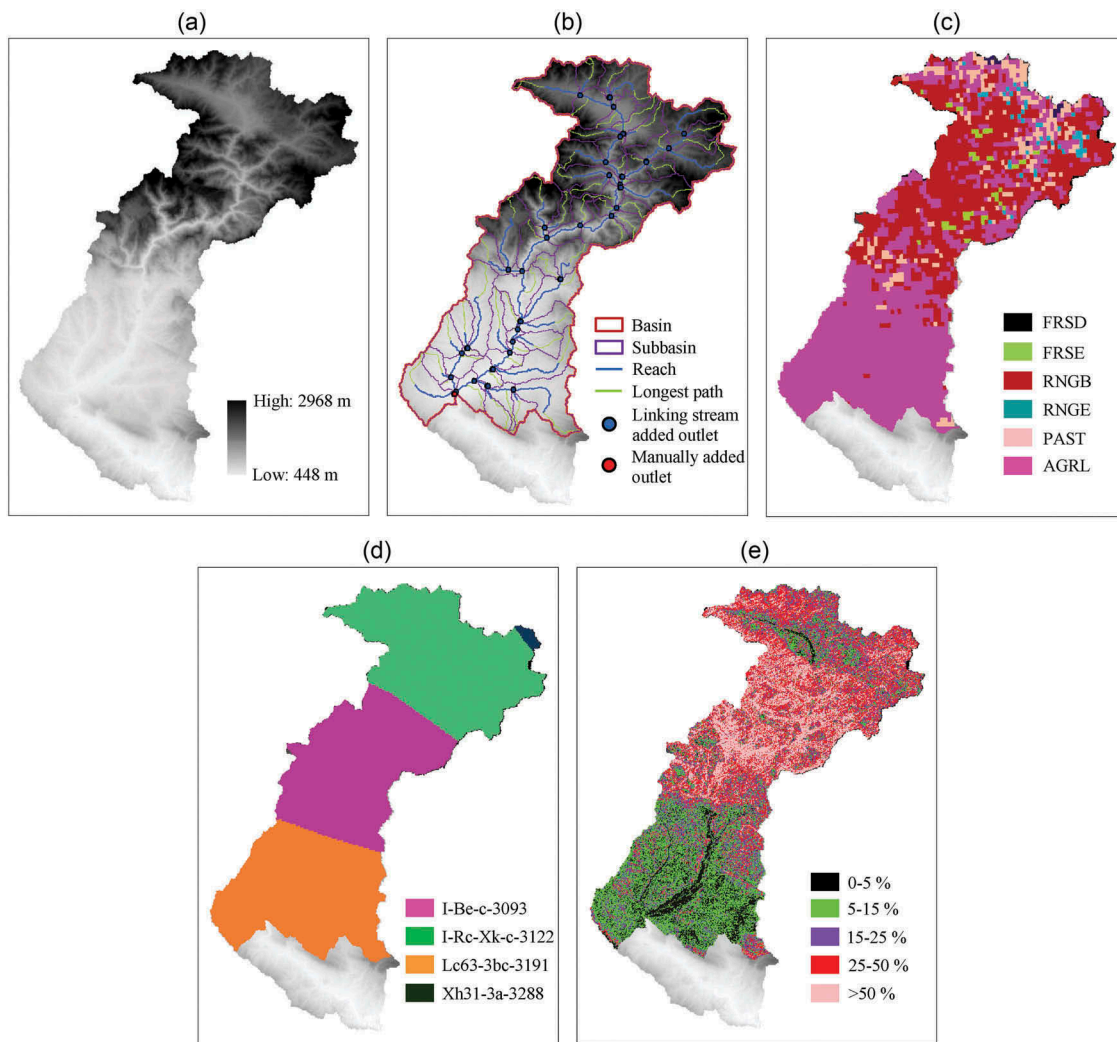 (a)
High: 2968 m
Low: 448 m
(b)
Basin
Subbasin
Reach
Longest path
Linking stream
added outlet
Manually added
outlet
(c)
FRSD
FRSE
RNGB
RNGE
PAST
AGRL
(d)
I-Be-c-3093
I-Rc-Xk-c-3122
Lc63-3bc-3191
Xh31-3a-3288
(e)
0-5 %
5-15 %
15-25 %
25-50 %
>50 %